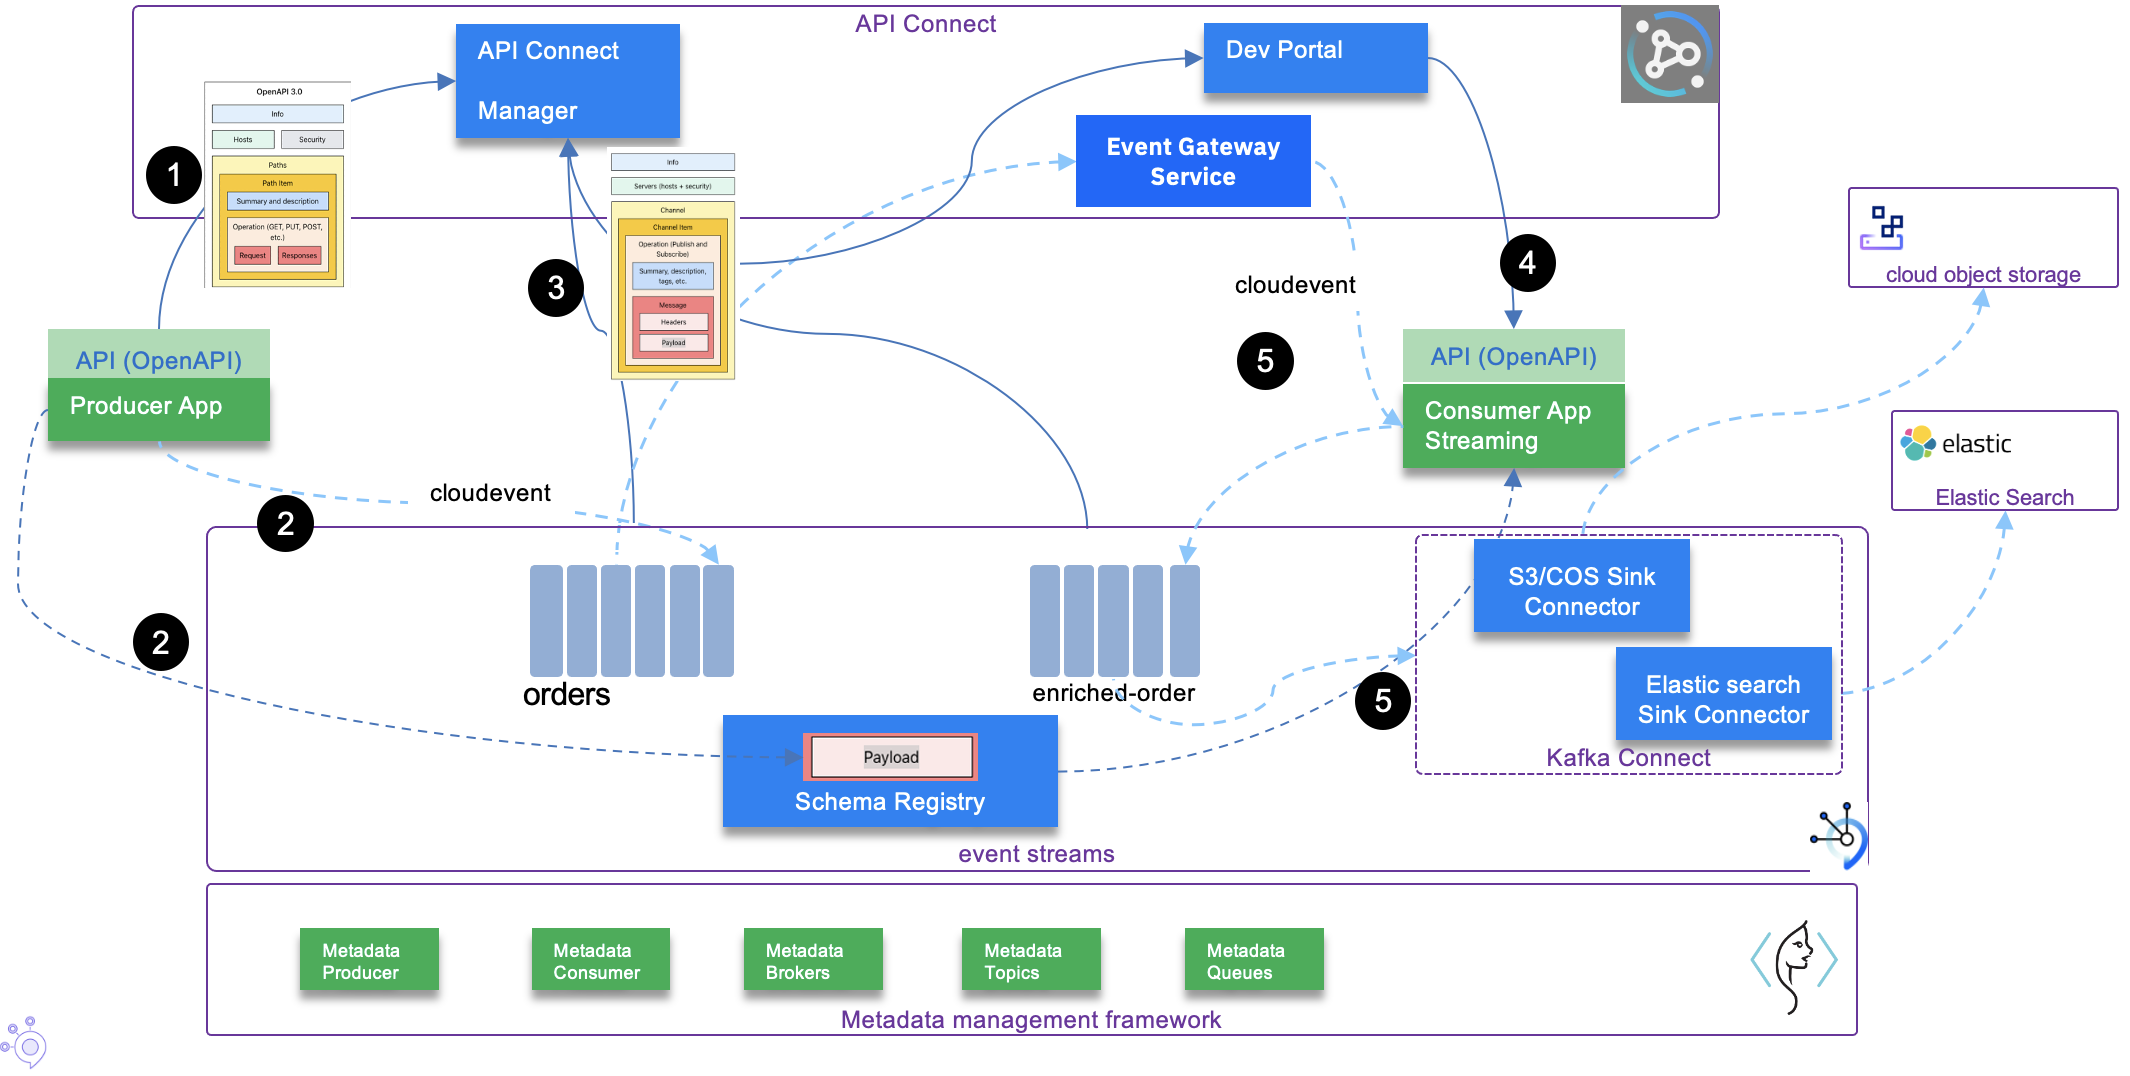 API Connect
API Connect
Manager
Dev Portal
Event Gateway
Service
OpenAPI 3.0
Info
Hosts
Security
Paths
Path Item
Summary and description
Operation (GET, PUT, POST,
etc.)
Request
Responses
1
Info
Servers (hosts + security)
Channel
Channel Item
Operation (Publish and
Subscribe)
Summary, description,
tags, etc.
Message
Headers
Payload
3
4
cloudevent
5
cloud object storage
API (OpenAPI)
Producer App
API (OpenAPI)
Consumer App
Streaming
elastic
Elastic Search
cloudevent
2
2
orders
enriched-order
S3/COS Sink
Connector
Elastic search
Sink Connector
Kafka Connect
5
Payload
Schema Registry
event streams
Metadata
Producer
Metadata
Consumer
Metadata
Brokers
Metadata
Topics
Metadata
Queues
Metadata management framework